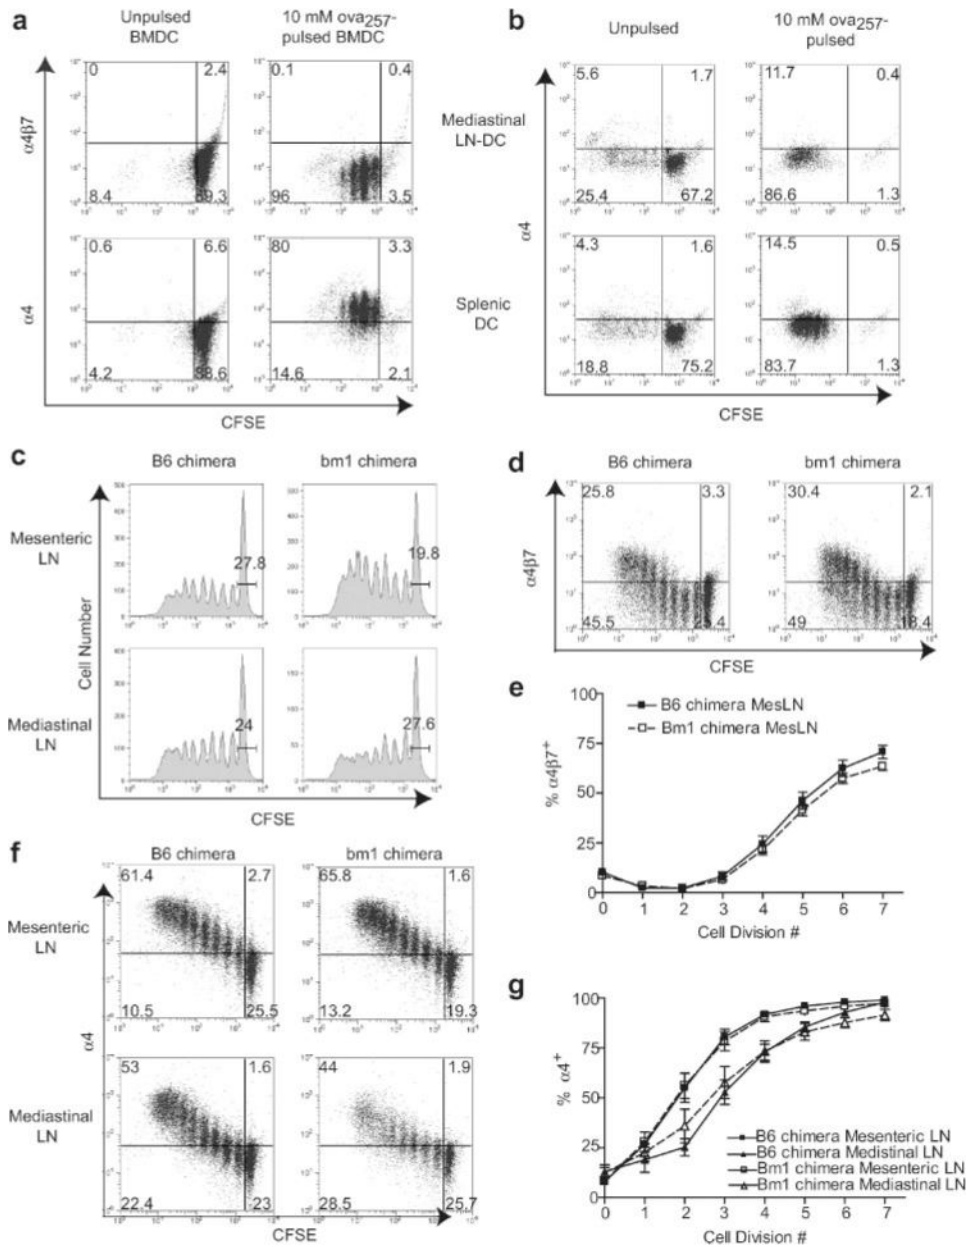 a
Unpulsed
BMDC
10 mM ova257-
pulsed BMDC
0
2.4
0.1
0.4
α4β7
8.4
89.3
96
3.5
0.6
6.6
80
3.3
α4
4.2
88.6
14.6
2.1
CFSE
b
Unpulsed
10 mM ova257-
pulsed
5.6
1.7
11.7
0.4
Mediastinal
LN-DC
25.4
67.2
86.6
1.3
α4
4.3
1.6
14.5
0.5
Splenic
DC
18.8
75.2
83.7
1.3
CFSE
c
B6 chimera
bm1 chimera
Mesenteric
LN
27.8
19.8
Cell Number
Mediastinal
LN
24
27.6
CFSE
d
B6 chimera
bm1 chimera
25.8
3.3
30.4
2.1
α4β7
45.5
25.4
49
18.4
CFSE
e
100
75
50
25
0
% α4β7+
B6 chimera MesLN
Bm1 chimera MesLN
0 1 2 3 4 5 6 7
Cell Division #
f
B6 chimera
bm1 chimera
61.4
2.7
65.8
1.6
Mesenteric
LN
10.5
25.5
13.2
19.3
α4
53
1.6
44
1.9
Mediastinal
LN
22.4
23
28.5
25.7
CFSE
g
100
75
50
25
0
% α4+
B6 chimera Mesenteric LN
B6 chimera Medistinal LN
Bm1 chimera Mesenteric LN
Bm1 chimera Mediastinal LN
0 1 2 3 4 5 6 7
Cell Division #